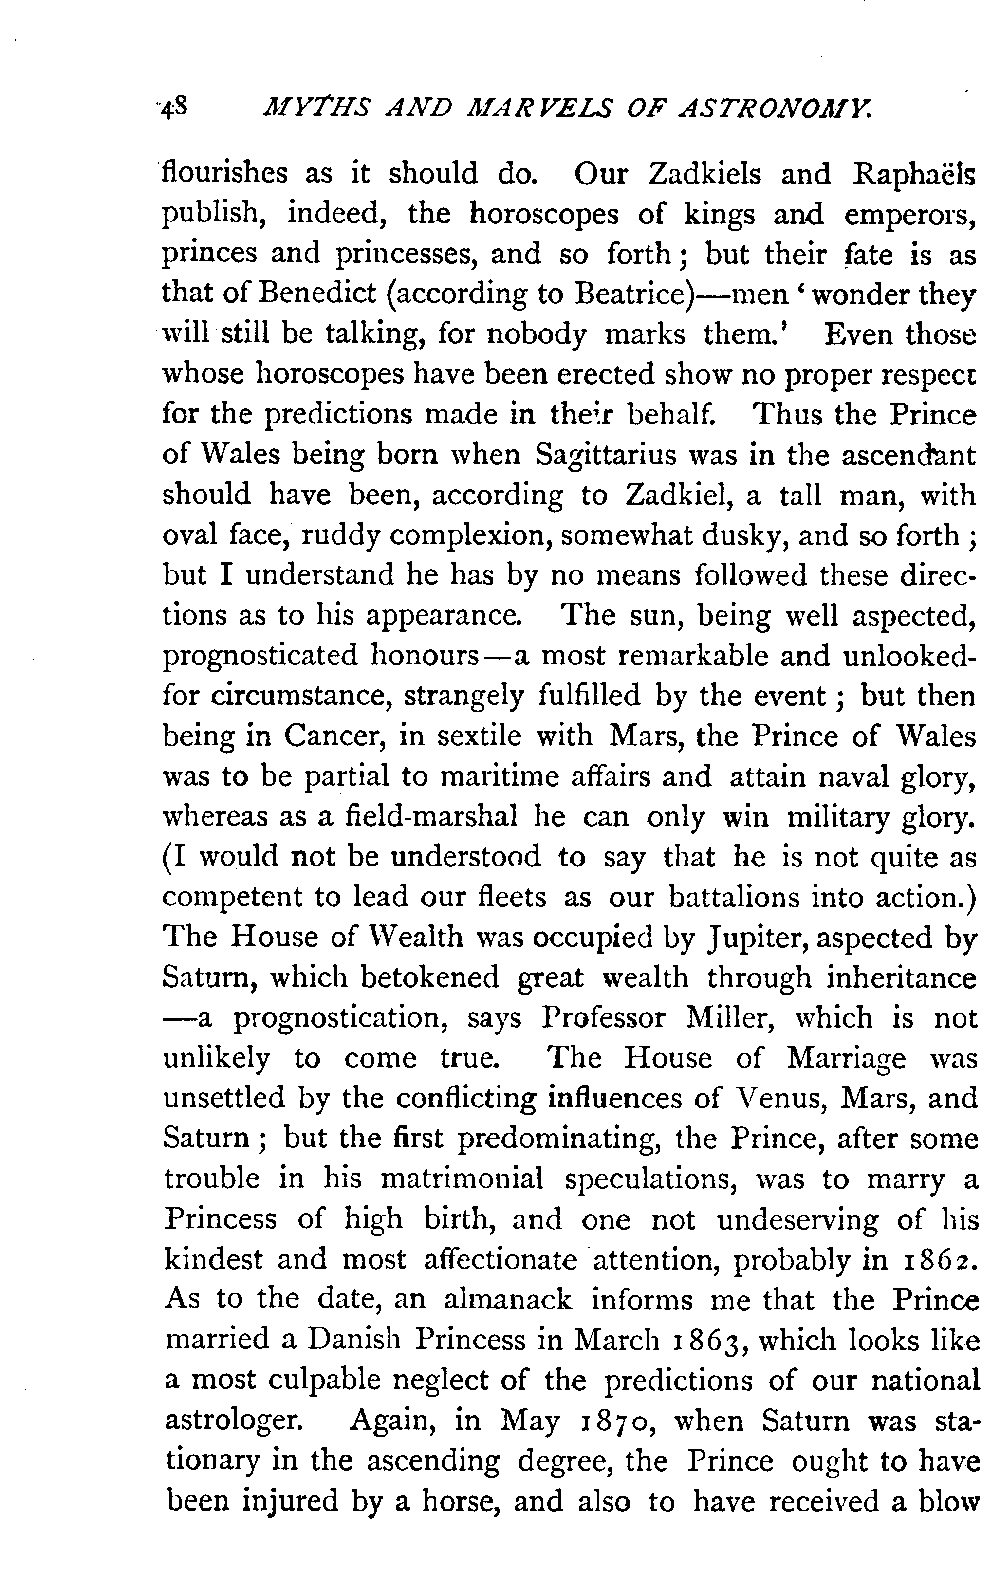 48 MYTHS AND MARVELS OF ASTRONOMY.
flourishes as it should do. Our Zadkiels and Raphaëls
publish, indeed, the horoscopes of kings and emperors,
princes and princesses, and so forth; but their fate is as
that of Benedict (according to Beatrice)—men ‘wonder they
will still be talking, for nobody marks them.’ Even those
whose horoscopes have been erected show no proper respect
for the predictions made in their behalf. Thus the Prince
of Wales being born when Sagittarius was in the ascendant
should have been, according to Zadkiel, a tall man, with
oval face, ruddy complexion, somewhat dusky, and so forth;
but I understand he has by no means followed these direc-
tions as to his appearance. The sun, being well aspected,
prognosticated honours—a most remarkable and unlooked-
for circumstance, strangely fulfilled by the event; but then
being in Cancer, in sextile with Mars, the Prince of Wales
was to be partial to maritime affairs and attain naval glory,
whereas as a field-marshal he can only win military glory.
(I would not be understood to say that he is not quite as
competent to lead our fleets as our battalions into action.)
The House of Wealth was occupied by Jupiter, aspected by
Saturn, which betokened great wealth through inheritance
—a prognostication, says Professor Miller, which is not
unlikely to come true. The House of Marriage was
unsettled by the conflicting influences of Venus, Mars, and
Saturn; but the first predominating, the Prince, after some
trouble in his matrimonial speculations, was to marry a
Princess of high birth, and one not undeserving of his
kindest and most affectionate attention, probably in 1862.
As to the date, an almanack informs me that the Prince
married a Danish Princess in March 1863, which looks like
a most culpable neglect of the predictions of our national
astrologer. Again, in May 1870, when Saturn was sta-
tionary in the ascending degree, the Prince ought to have
been injured by a horse, and also to have received a blow